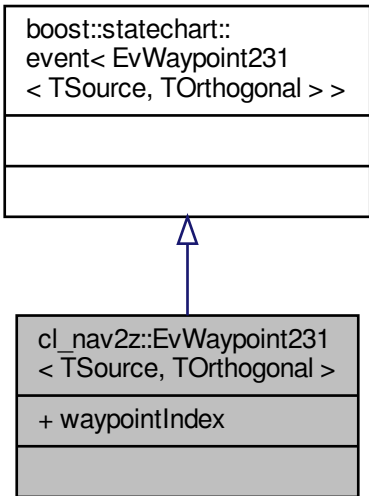 boost::statechart::
event< EvWaypoint231
< TSource, TOrthogonal > >
cl_nav2z::EvWaypoint231
< TSource, TOrthogonal >
+ waypointIndex